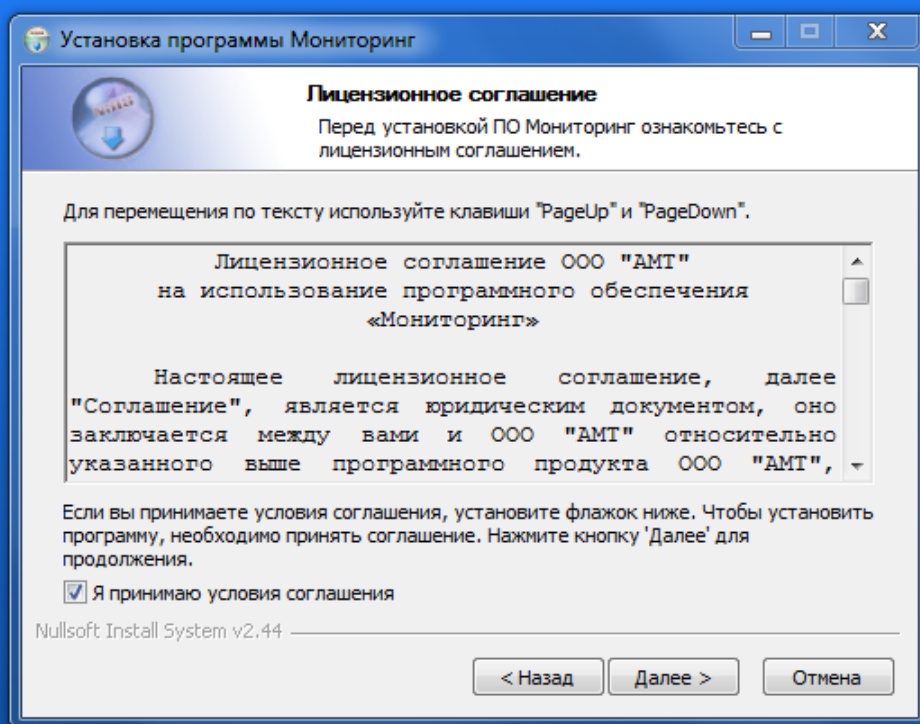 Установка программы Мониторинг
Лицензионное соглашение
Перед установкой ПО Мониторинг ознакомьтесь с
лицензионным соглашением.
Для перемещения по тексту используйте клавиши "PageUp" и "PageDown".
Лицензионное соглашение ООО "АМТ"
на использование программного обеспечения
«Мониторинг»
Настоящее лицензионное соглашение, далее
"Соглашение", является юридическим документом, оно
заключается между вами и ООО "АМТ" относительно
указанного выше программного продукта ООО "АМТ",
Если вы принимаете условия соглашения, установите флажок ниже. Чтобы установить
программу, необходимо принять соглашение. Нажмите кнопку 'Далее' для
продолжения.
Я принимаю условия соглашения
Nullsoft Install System v2.44
< Назад
Далее >
Отмена